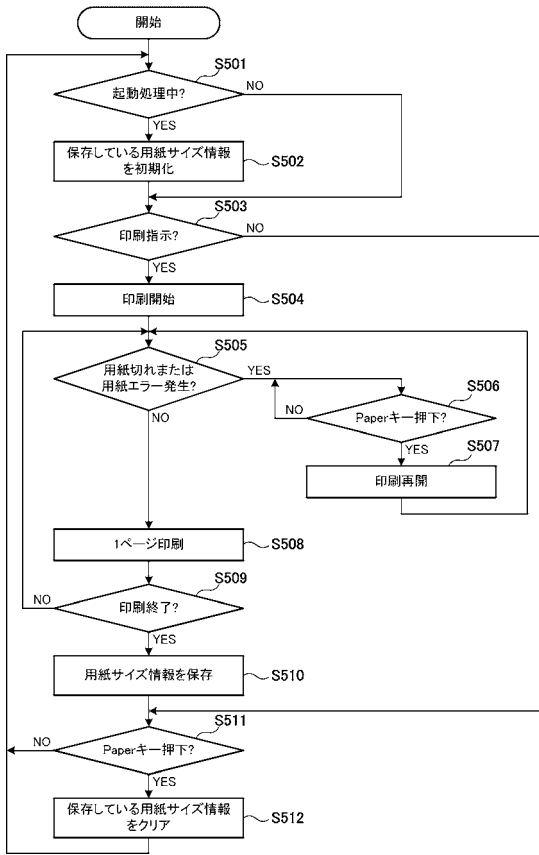 開始
S501
起動処理中?
NO
YES
保存している用紙サイズ情報
を初期化
S502
S503
印刷指示?
NO
YES
印刷開始
S504
S505
用紙切れまたは
用紙エラー発生?
YES
NO
S506
Paperキー押下?
NO
YES
S507
印刷再開
1ページ印刷
S508
S509
印刷終了?
NO
YES
用紙サイズ情報を保存
S510
S511
Paperキー押下?
NO
YES
保存している用紙サイズ情報
をクリア
S512